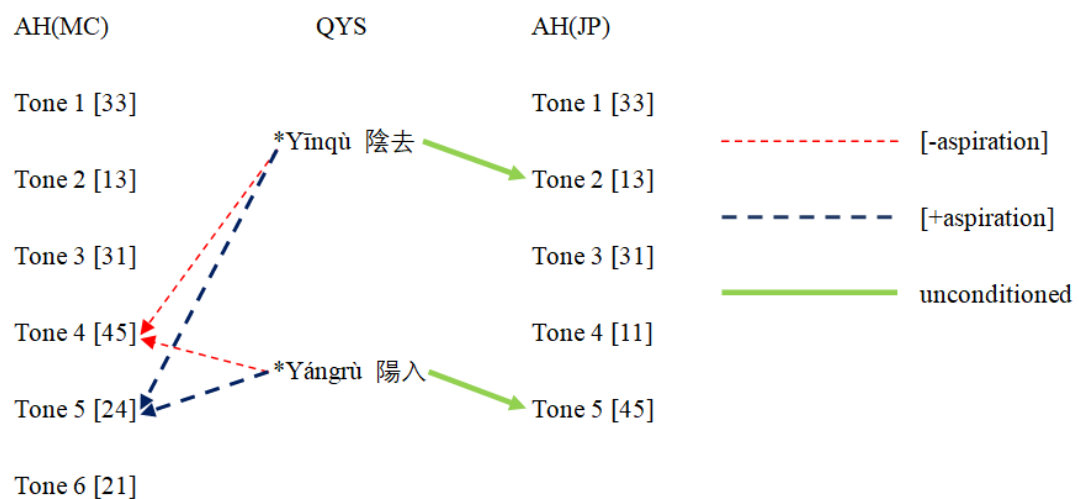 AH(MC) QYS AH(JP)
Tone 1 [33] Tone 1 [33]
*Yīnqù 陰去 [-aspiration]
Tone 2 [13] Tone 2 [13]
[+aspiration]
Tone 3 [31] Tone 3 [31]
unconditioned
Tone 4 [45] Tone 4 [11]
*Yángrù 陽入
Tone 5 [24] Tone 5 [45]
Tone 6 [21]